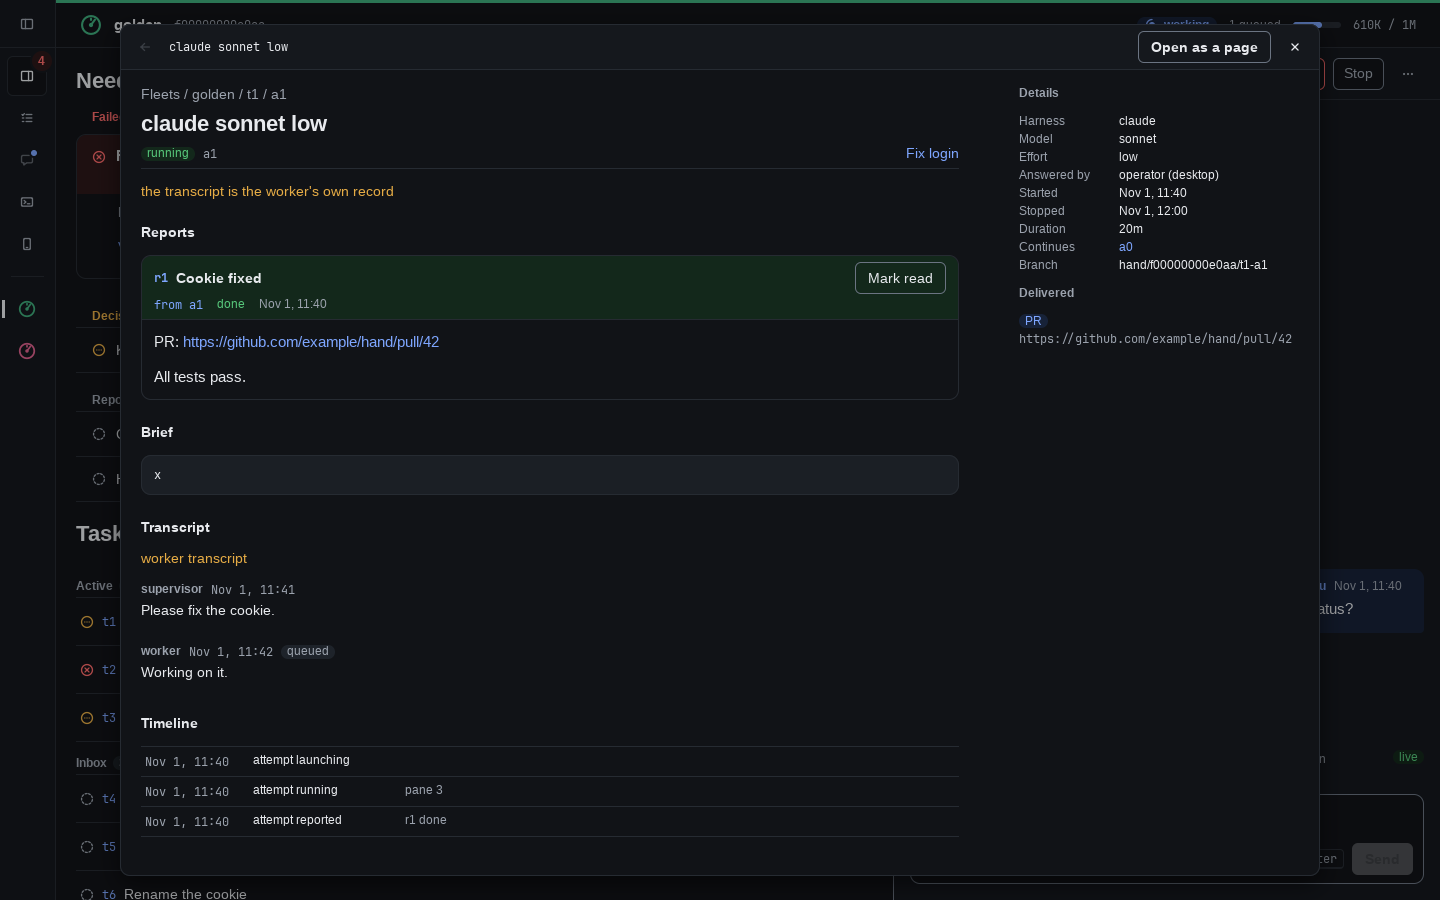 4
working
1 queued
610K / 1M
claude sonnet low
Open as a page
Stop
Fleets / golden / t1 / a1
claude sonnet low
running a1
Fix login
the transcript is the worker's own record
Reports
r1 Cookie fixed
Mark read
from a1 done Nov 1, 11:40
PR: https://github.com/example/hand/pull/42
All tests pass.
Brief
x
Transcript
worker transcript
supervisor Nov 1, 11:41
Please fix the cookie.
worker Nov 1, 11:42 queued
Working on it.
Timeline
Nov 1, 11:40 attempt launching
Nov 1, 11:40 attempt running pane 3
Nov 1, 11:40 attempt reported r1 done
Details
Harness claude
Model sonnet
Effort low
Answered by operator (desktop)
Started Nov 1, 11:40
Stopped Nov 1, 12:00
Duration 20m
Continues a0
Branch hand/f00000000e0aa/t1-a1
Delivered
PR
https://github.com/example/hand/pull/42
Active
t1
t2
t3
Inbox
t4
t5
t6 Rename the cookie
Nov 1, 11:40
live
Send